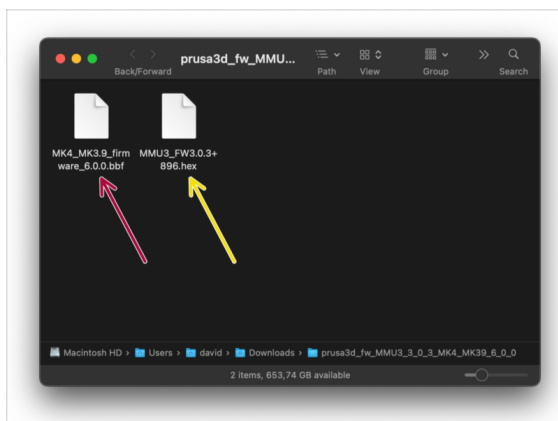 prusa3d_fw_MMU...
Back/Forward
Path
View
Group
Search
MK4_MK3.9_firm
ware_6.0.0.bbf
MMU3_FW3.0.3+
896.hex
Macintosh HD › Users › david › Downloads › prusa3d_fw_MMU3_3_0_3_MK4_MK39_6_0_0
2 items, 653,74 GB available